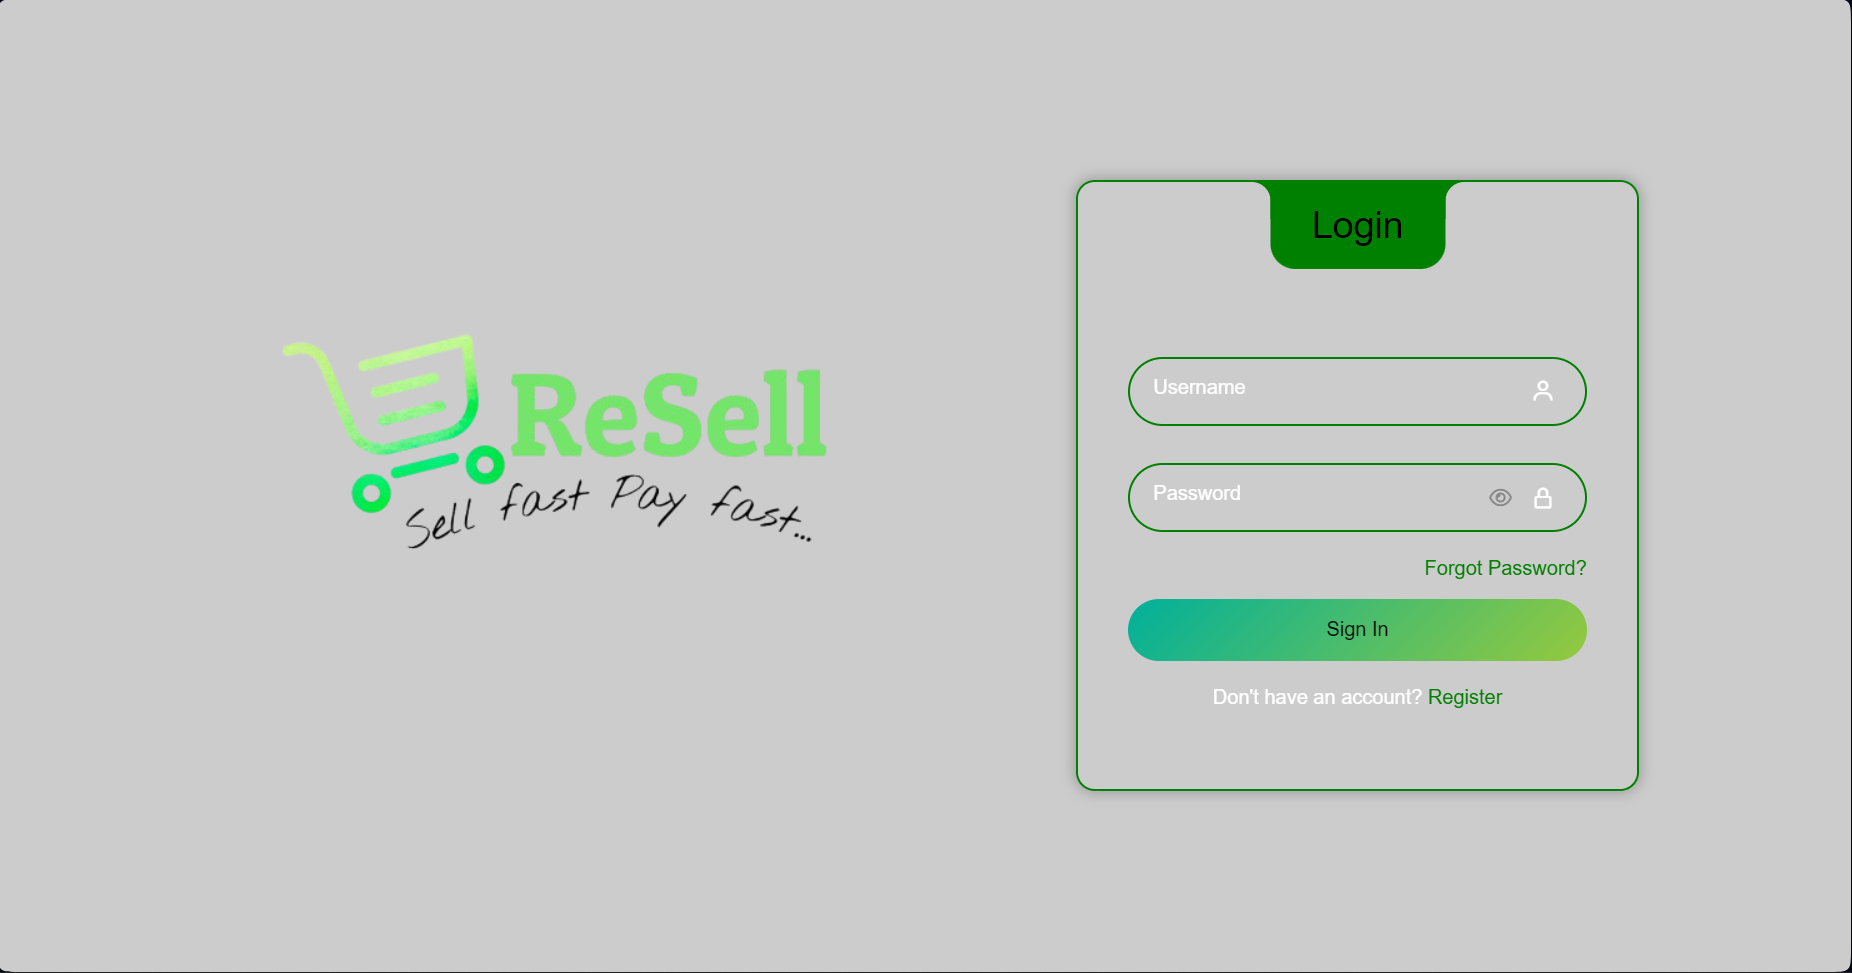 ReSell
Sell fast Pay fast...
Login
Username
Password
Forgot Password?
Sign In
Don't have an account? Register